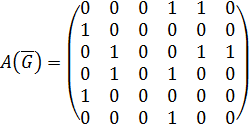 0 0 0 1 1 0
1 0 0 0 0 0
A(G̅) = 0 1 0 0 1 1
0 1 0 1 0 0
1 0 0 0 0 0
0 0 0 1 0 0